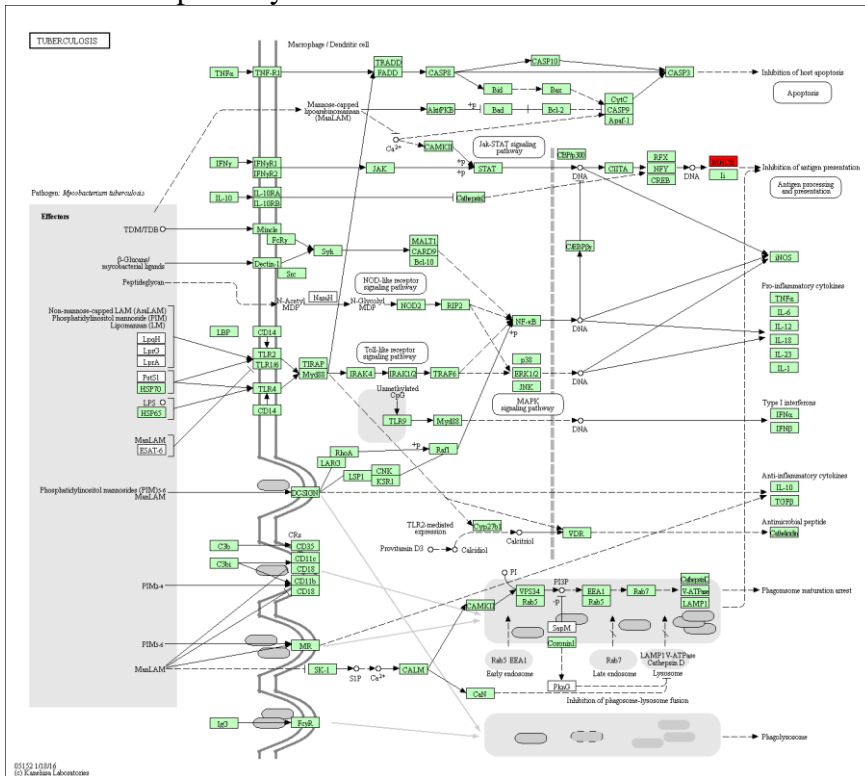 TUBERCULOSIS
Macrophage / Dendritic cell
TNFα
TNF-R1
TRADD
FADD
CASP8
CASP10
CASP3
Inhibition of host apoptosis
Apoptosis
Bid
Bax
CytC
CASP9
Apaf-1
Mannose-capped
lipoarabinomannan
(ManLAM)
Akt/PKB
+p
Bad
Bcl-2
Ca2+
CAMKII
Jak-STAT signaling
pathway
CBP/p300
IFNγ
IFNγR1
IFNγR2
JAK
+p
+p
STAT
DNA
CIITA
RFX
NFY
CREB
DNA
MHCII
Ii
Inhibition of antigen presentation
Antigen processing
and presentation
Pathogen: Mycobacterium tuberculosis
IL-10
IL-10RA
IL-10RB
CathepsinS
Effectors
TDM/TDB
Mincle
FcRγ
β-Glucans/
mycobacterial ligands
Dectin-1
Syk
Src
MALT1
CARD9
Bcl-10
C/EBPβ/γ
iNOS
Peptidoglycan
NOD-like receptor
signaling pathway
N-Acetyl
MDP
NamH
N-Glycolyl
MDP
NOD2
RIP2
NF-κB
+p
DNA
Pro-inflammatory cytokines
TNFα
IL-6
IL-12
IL-18
IL-23
IL-1
Non-mannose-capped LAM (AraLAM)
Phosphatidylinositol mannoside (PIM)
Lipomannan (LM)
LBP
CD14
LpqH
LprG
LprA
PstS1
HSP70
LPS
HSP65
ManLAM
ESAT-6
TLR2
TLR1/6
TLR4
CD14
TIRAP
Myd88
Toll-like receptor
signaling pathway
IRAK4
IRAK1/2
TRAF6
p38
ERK1/2
JNK
DNA
MAPK
signaling pathway
Unmethylated
CpG
TLR9
Myd88
DNA
Type I interferons
IFNα
IFNβ
RhoA
LARG
+p
Raf1
LSP1
CNK
KSR1
Phosphatidylinositol mannosides (PIM)5-6
ManLAM
DCSIGN
Anti-inflammatory cytokines
IL-10
TGFβ
TLR2-mediated
expression
Cyp27b1
Provitamin D3
Calcidiol
Calcitriol
VDR
Antimicrobial peptide
Cathelicidin
C3b
C3bi
CRs
CD35
CD11c
CD18
CD11b
CD18
PIM2-4
PIM5-6
ManLAM
MR
PI
PI3P
-p
VPS34
Rab5
EEA1
Rab5
Rab7
CathepsinD
V-ATPase
LAMP1
Phagosome maturation arrest
CAMKII
SapM
Coronin1
Rab5 EEA1
Early endosome
Rab7
Late endosome
LAMP1V-ATPase
Cathepsin D
Lysosome
SK-1
S1P
Ca2+
CALM
CaN
PknG
Inhibition of phagosome-lysosome fusion
IgG
FcγR
Phagolysosome
05152 1/18/16
(c) Kanehisa Laboratories